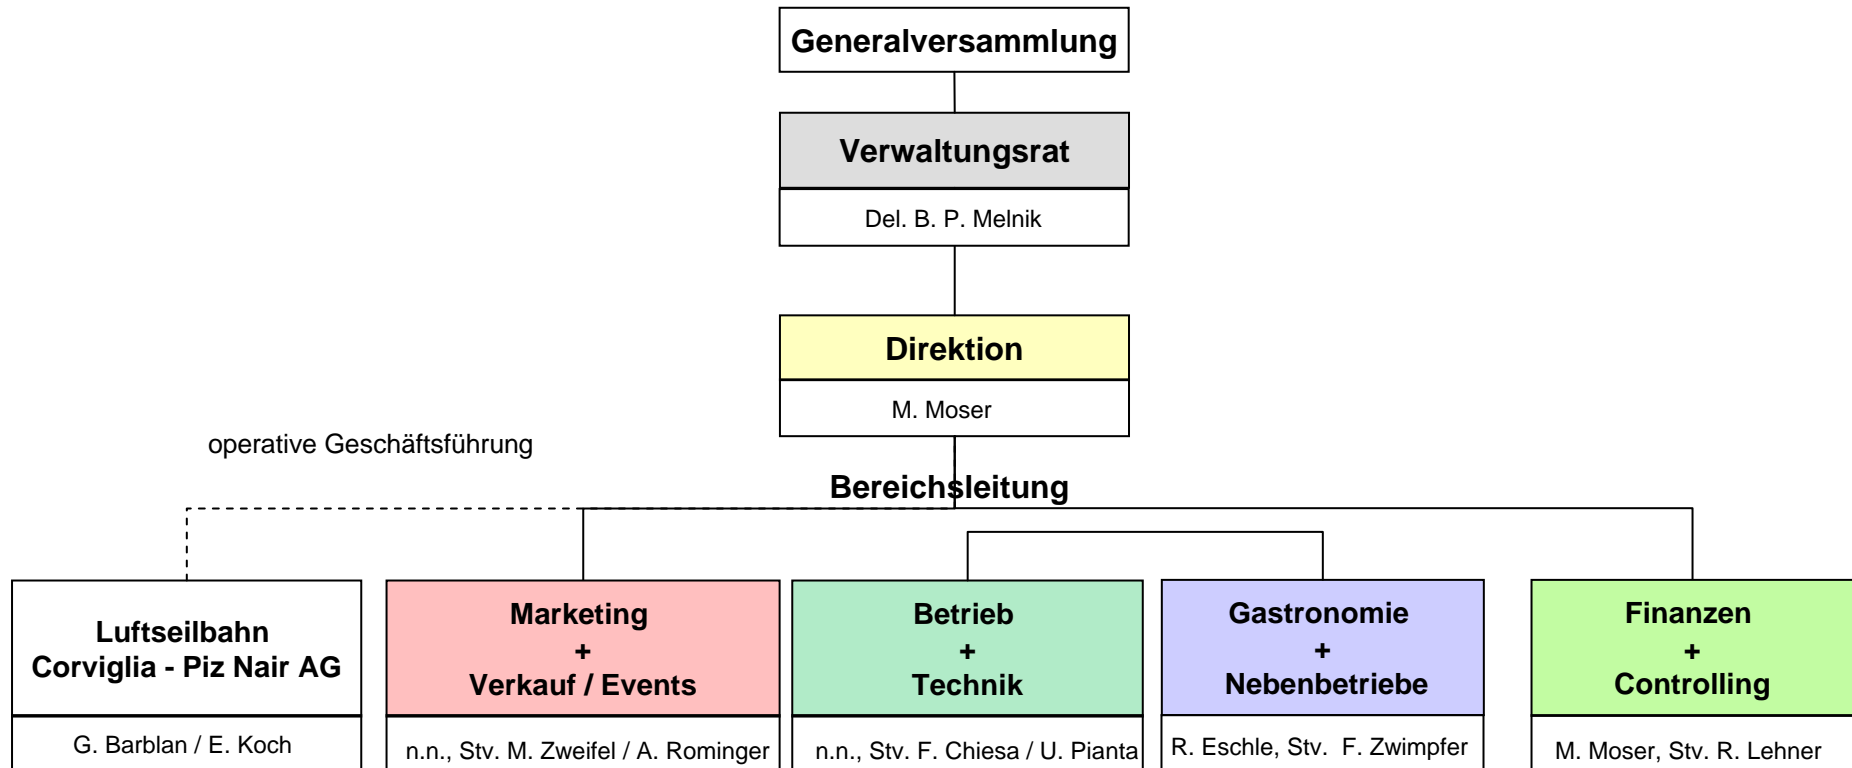 Generalversammlung
Verwaltungsrat
Del. B. P. Melnik
Direktion
M. Moser
operative Geschäftsführung
Bereichsleitung
Luftseilbahn
Corviglia - Piz Nair AG
G. Barblan / E. Koch
Marketing
+
Verkauf / Events
n.n., Stv. M. Zweifel / A. Rominger
Betrieb
+
Technik
n.n., Stv. F. Chiesa / U. Pianta
Gastronomie
+
Nebenbetriebe
R. Eschle, Stv. F. Zwimpfer
Finanzen
+
Controlling
M. Moser, Stv. R. Lehner